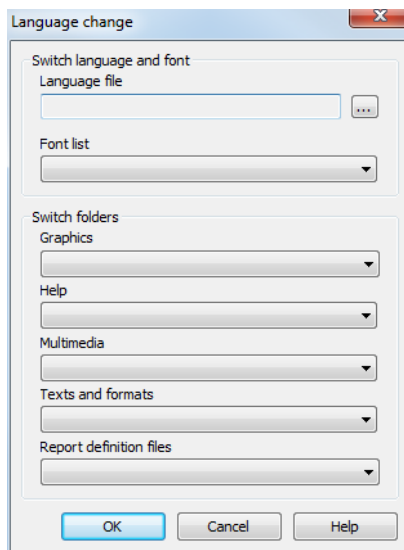 Language change
Switch language and font
Language file
...
Font list
Switch folders
Graphics
Help
Multimedia
Texts and formats
Report definition files
OK Cancel Help